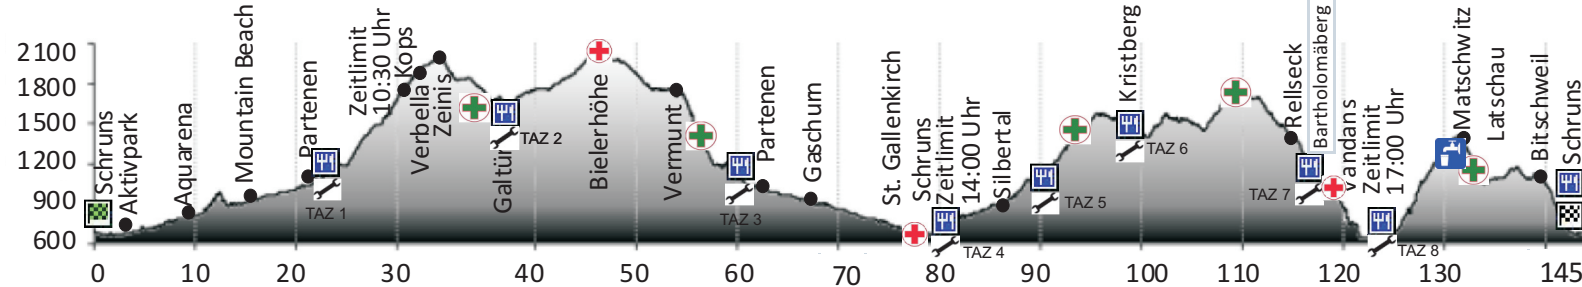 2100
1800
1500
1200
900
600
Schruns
Aktivpark
Aquarena
Mountain Beach
Partenen
TAZ 1
Zeitlimit
10:30 Uhr
Kops
Verbella
Zeinis
Galtür
TAZ 2
Bielerhöhe
Vermunt
TAZ 3
Partenen
Gaschurn
St. Gallenkirch
Schruns
Zeitlimit
14:00 Uhr
TAZ 4
Silbertal
TAZ 5
Kristberg
TAZ 6
Rellseck
Bartholomäberg
TAZ 7
Vandans
Zeitlimit
17:00 Uhr
TAZ 8
Matschwitz
Latschau
Bitschweil
Schruns
0 10 20 30 40 50 60 70 80 90 100 110 120 130 145